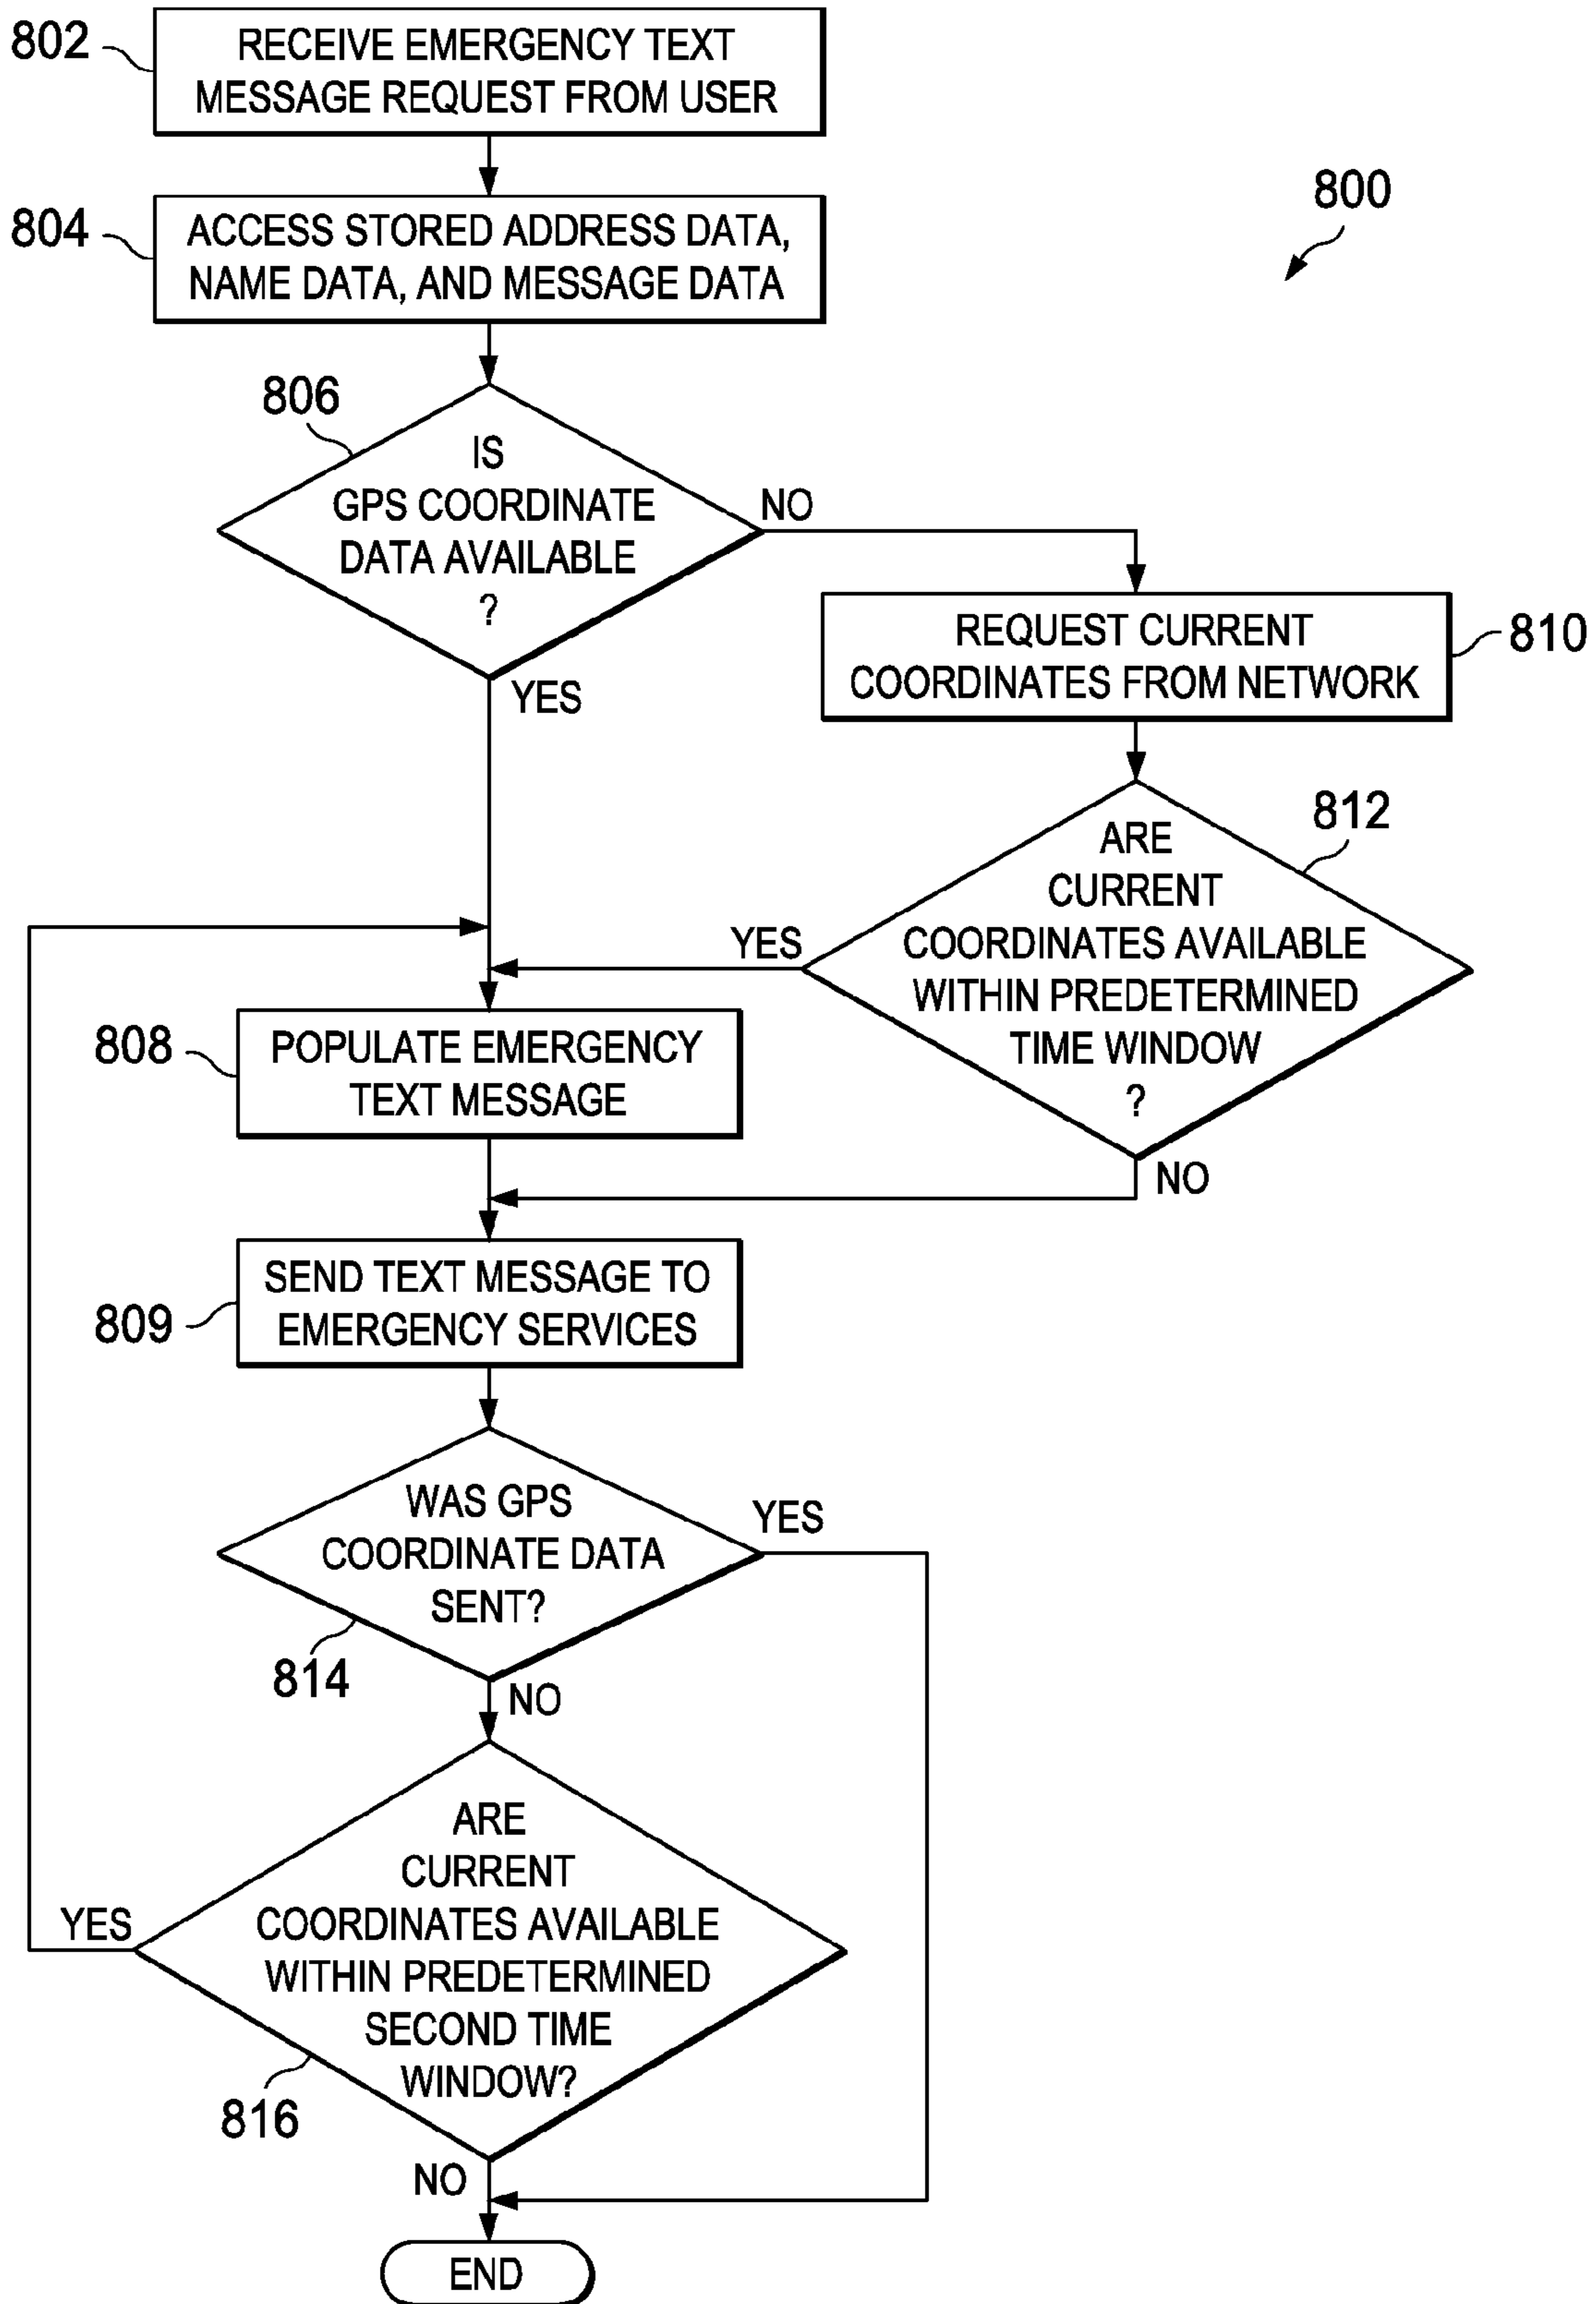 802
RECEIVE EMERGENCY TEXT
MESSAGE REQUEST FROM USER
800
804
ACCESS STORED ADDRESS DATA,
NAME DATA, AND MESSAGE DATA
806
IS
GPS COORDINATE
DATA AVAILABLE
?
NO
YES
REQUEST CURRENT
COORDINATES FROM NETWORK
810
812
ARE
CURRENT
COORDINATES AVAILABLE
WITHIN PREDETERMINED
TIME WINDOW
?
YES
NO
808
POPULATE EMERGENCY
TEXT MESSAGE
809
SEND TEXT MESSAGE TO
EMERGENCY SERVICES
WAS GPS
COORDINATE DATA
SENT?
YES
814
NO
ARE
CURRENT
COORDINATES AVAILABLE
WITHIN PREDETERMINED
SECOND TIME
WINDOW?
YES
816
NO
END